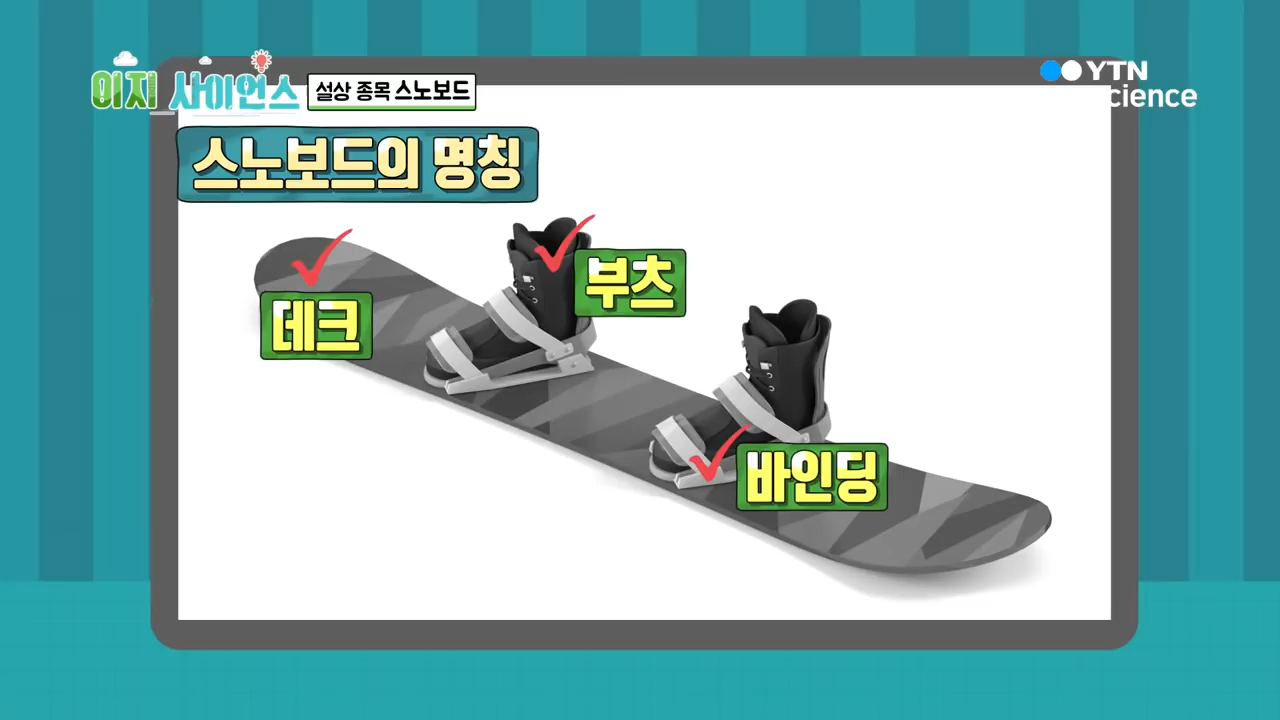 이지 사이언스
설상 종목 스노보드
YTN
cience
스노보드의 명칭
데크
부츠
바인딩